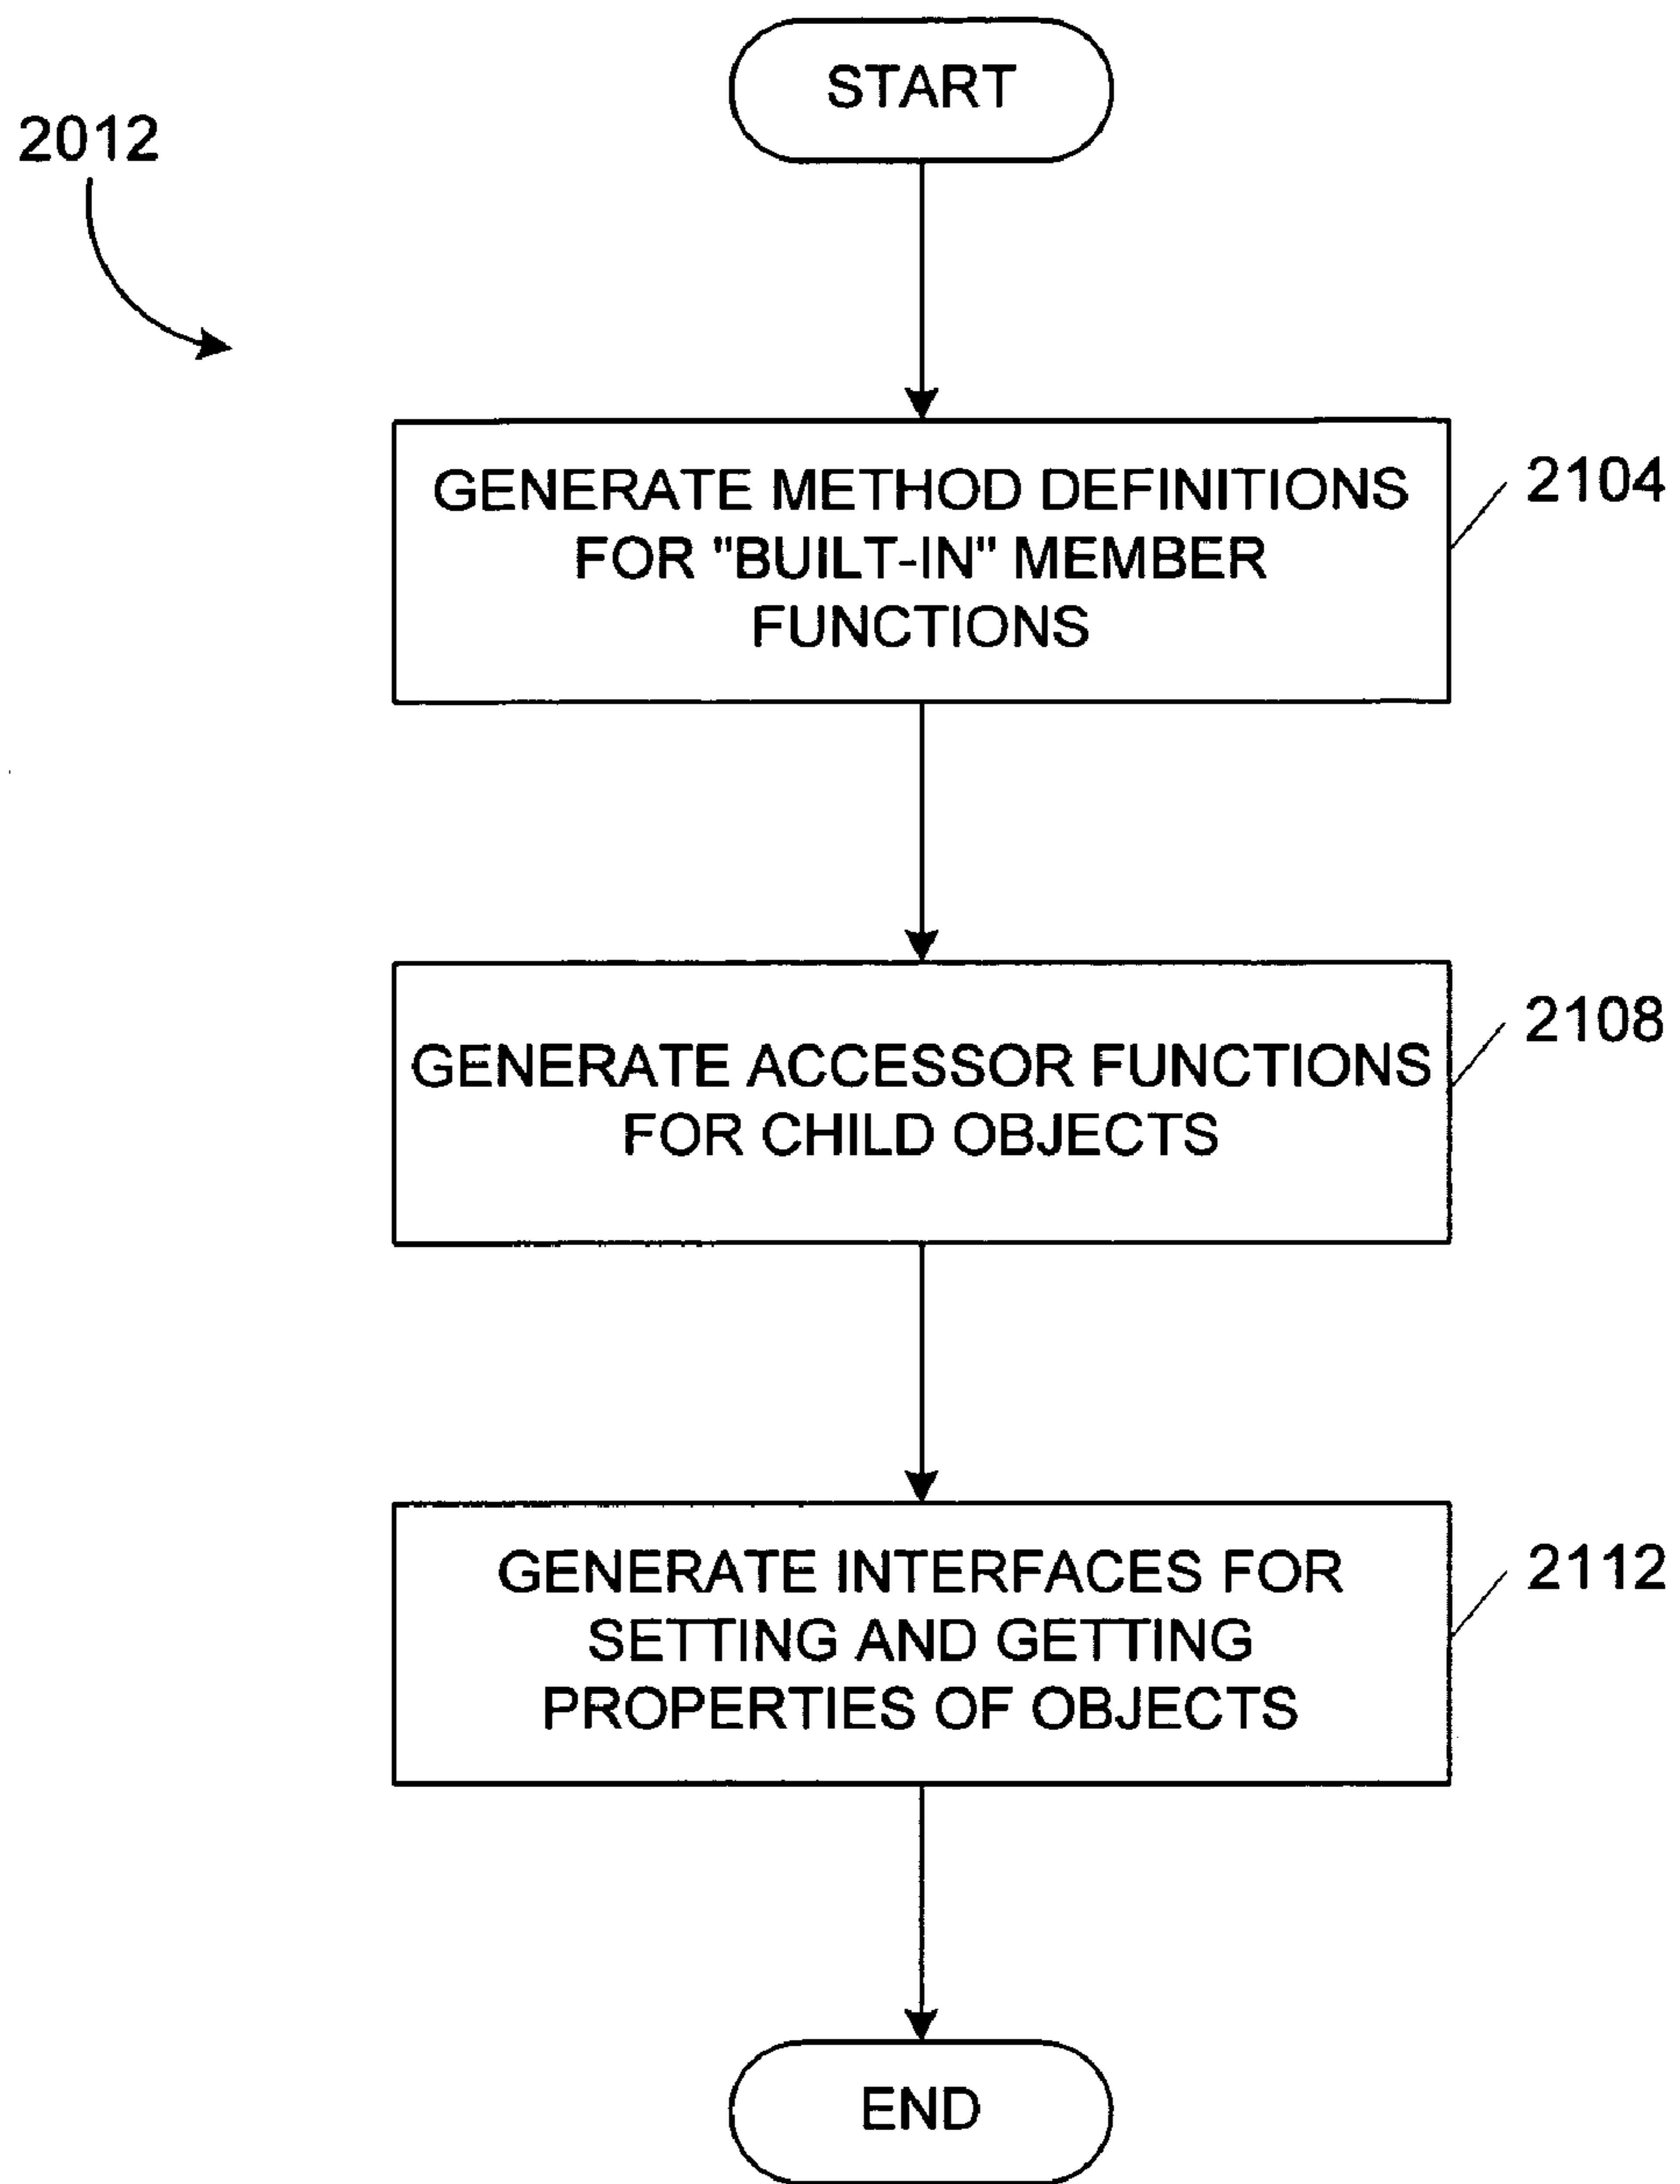 START
2012
GENERATE METHOD DEFINITIONS
FOR "BUILT-IN" MEMBER
FUNCTIONS
2104
GENERATE ACCESSOR FUNCTIONS
FOR CHILD OBJECTS
2108
GENERATE INTERFACES FOR
SETTING AND GETTING
PROPERTIES OF OBJECTS
2112
END